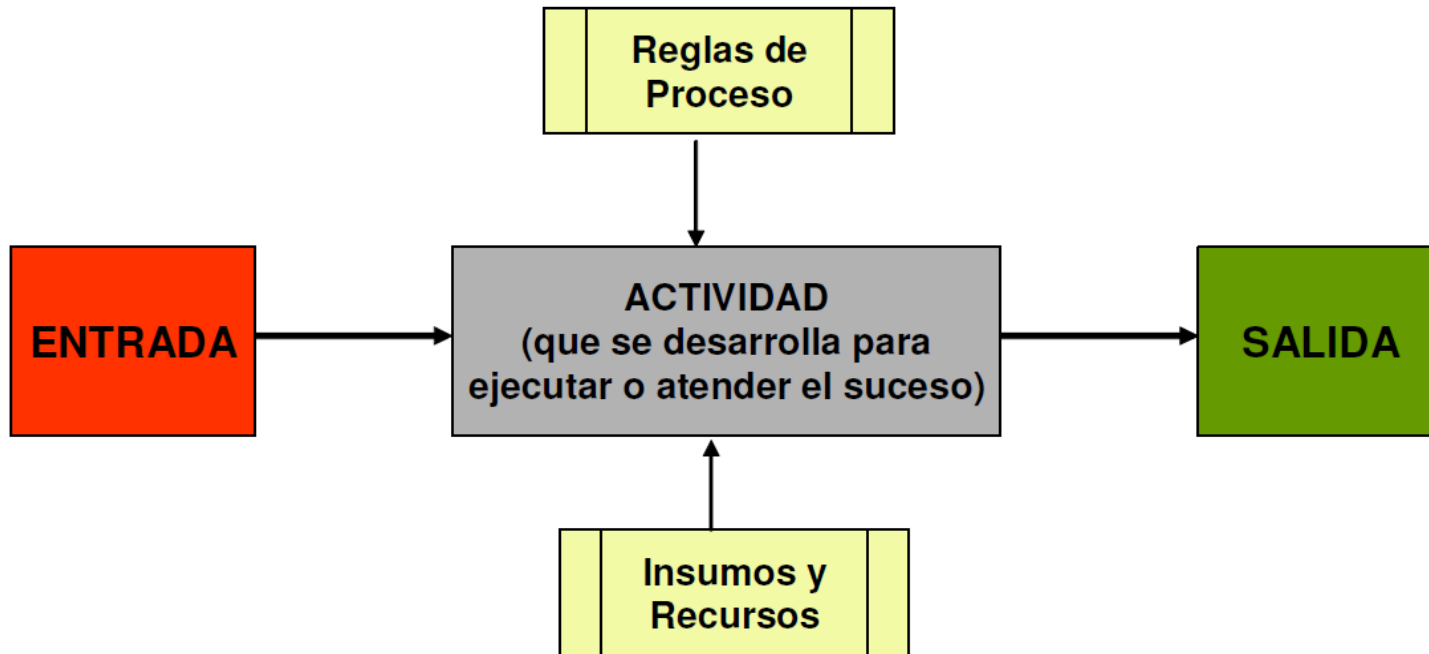 Reglas de
Proceso
ENTRADA
ACTIVIDAD
(que se desarrolla para
ejecutar o atender el suceso)
SALIDA
Insumos y
Recursos